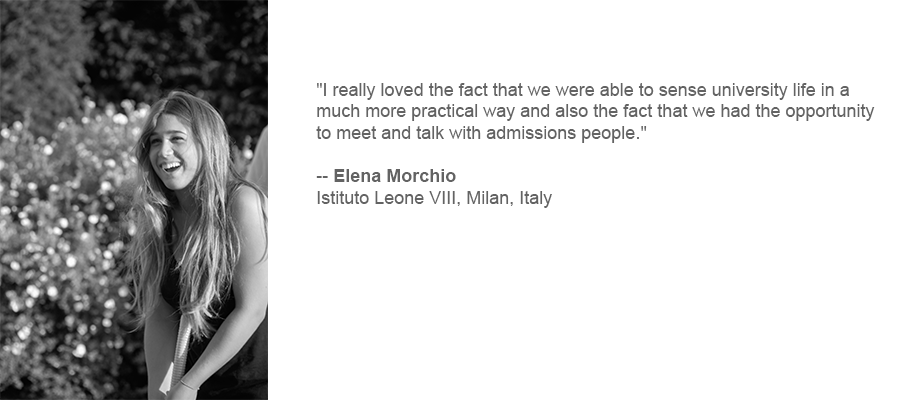 "I really loved the fact that we were able to sense university life in a
much more practical way and also the fact that we had the opportunity
to meet and talk with admissions people."
-- Elena Morchio
Istituto Leone VIII, Milan, Italy